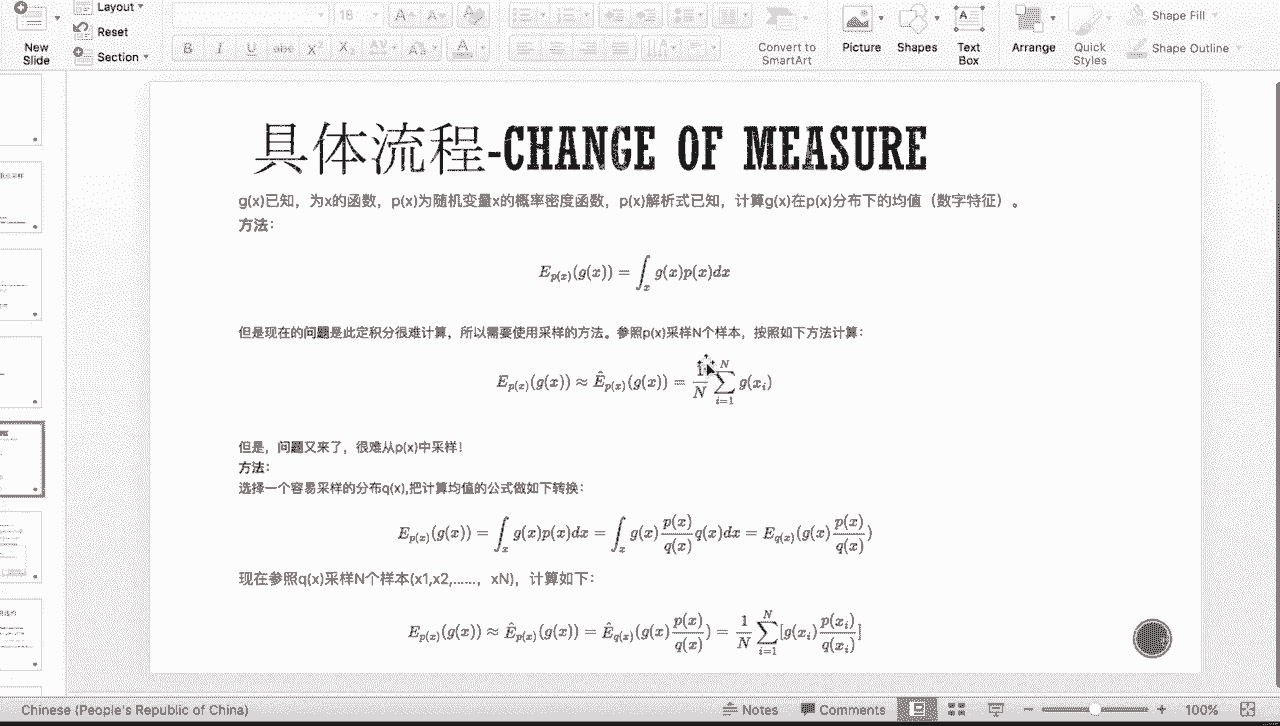 Layout
18
A A
Reset
New
Slide
Section
B I U abc X² X₂ AV Aa A
Convert to
SmartArt
Picture
Shapes
Text
Box
Arrange
Quick
Styles
Shape Fill
Shape Outline
具体流程-CHANGE OF MEASURE
g(x)已知，为x的函数，p(x)为随机变量x的概率密度函数，p(x)解析式已知，计算g(x)在p(x)分布下的均值（数字特征）。
方法：
E_{p(x)}(g(x)) = ∫_x g(x)p(x)dx
但是现在的问题是此定积分很难计算，所以需要使用采样的方法。参照p(x)采样N个样本，按照如下方法计算：
E_{p(x)}(g(x)) ≈ Ê_{p(x)}(g(x)) = \frac{1}{N} \sum_{i=1}^{N} g(x_i)
但是，问题又来了，很难从p(x)中采样！
方法：
选择一个容易采样的分布q(x),把计算均值的公式做如下转换：
E_{p(x)}(g(x)) = ∫_x g(x)p(x)dx = ∫_x g(x)\frac{p(x)}{q(x)}q(x)dx = E_{q(x)}(g(x)\frac{p(x)}{q(x)})
现在参照q(x)采样N个样本(x1,x2,……，xN)，计算如下：
E_{p(x)}(g(x)) ≈ Ê_{p(x)}(g(x)) = Ê_{q(x)}(g(x)\frac{p(x)}{q(x)}) = \frac{1}{N} \sum_{i=1}^{N} [g(x_i)\frac{p(x_i)}{q(x_i)}]
Chinese (People's Republic of China)
Notes
Comments
100%